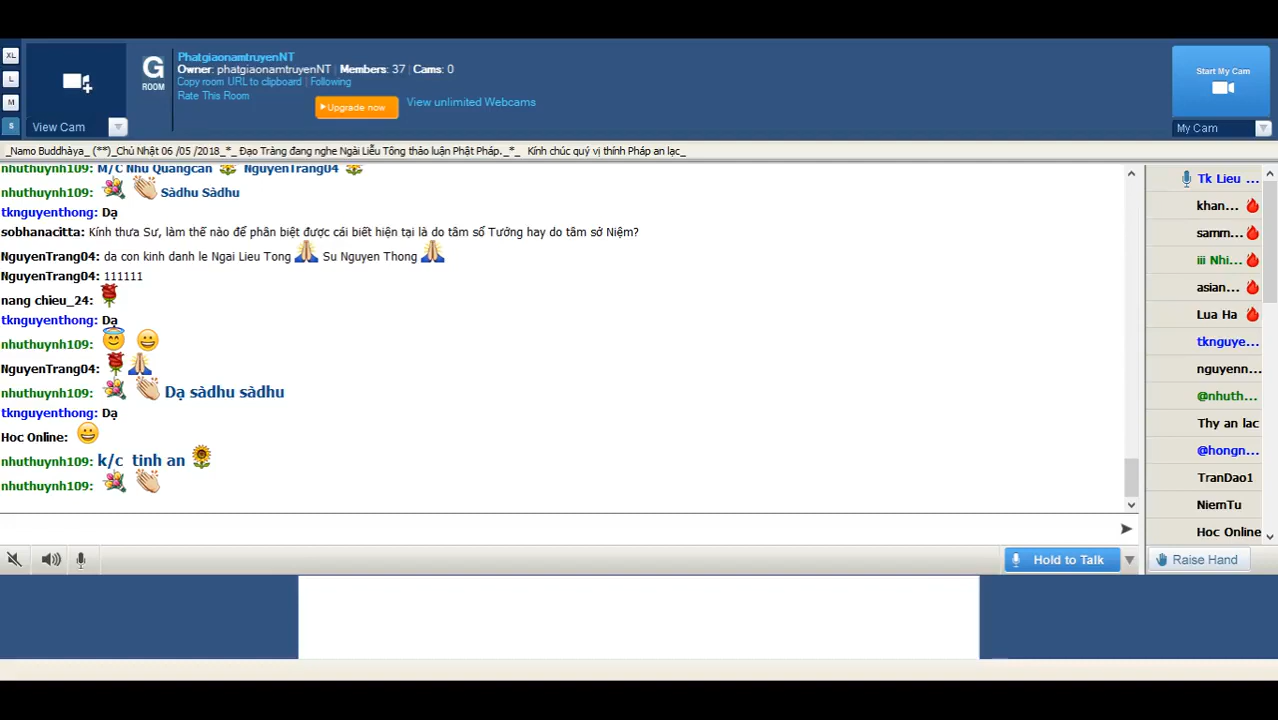 XL
L
M
S
View Cam
G
ROOM
PhatgiaonamtruyenNT
Owner: phatgiaonamtruyenNT | Members: 37 | Cams: 0
Copy room URL to clipboard | Following
Rate This Room
Upgrade now
View unlimited Webcams
Start My Cam
My Cam
_Namo Buddhàya_ (**)_Chủ Nhật 06 /05 /2018_*_ Đạo Tràng đang nghe Ngài Liễu Tông thảo luận Phật Pháp._*_ Kính chúc quý vị thính Pháp an lạc_
nhuthuynh109: M/C Nhu Quangcan NguyenTrang04
nhuthuynh109: Sàdhu Sàdhu
tknguyenthong: Dạ
sobhanacitta: Kính thưa Sư, làm thế nào để phân biệt được cái biết hiện tại là do tâm sổ Tướng hay do tâm sở Niệm?
NguyenTrang04: da con kinh danh le Ngai Lieu Tong Su Nguyen Thong
NguyenTrang04: 111111
nang chieu_24:
tknguyenthong: Dạ
nhuthuynh109:
NguyenTrang04:
nhuthuynh109: Dạ sàdhu sàdhu
tknguyenthong: Dạ
Hoc Online:
nhuthuynh109: k/c tinh an
nhuthuynh109:
Tk Lieu ...
khan...
samm...
iii Nhi...
asian...
Lua Ha
tknguye...
nguyenn...
@nhuth...
Thy an lac
@hongn...
TranDao1
NiemTu
Hoc Online
Hold to Talk
Raise Hand